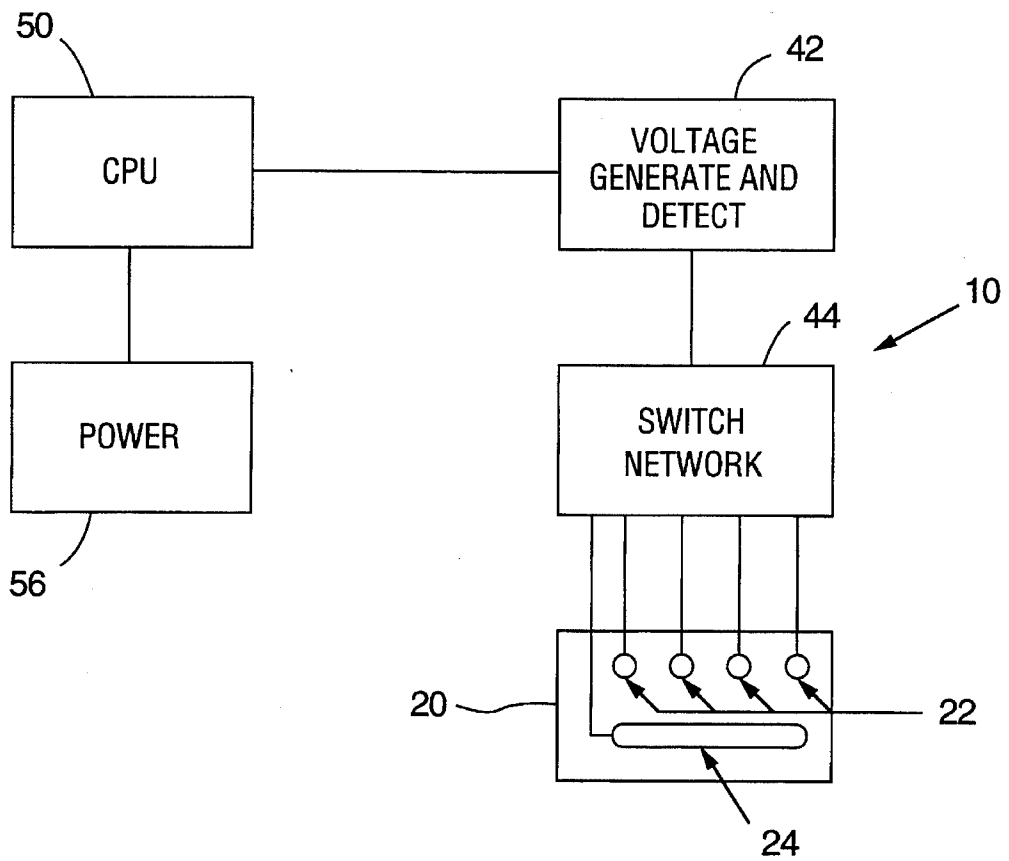 50
42
CPU
VOLTAGE
GENERATE AND
DETECT
10
44
POWER
SWITCH
NETWORK
56
20
22
24